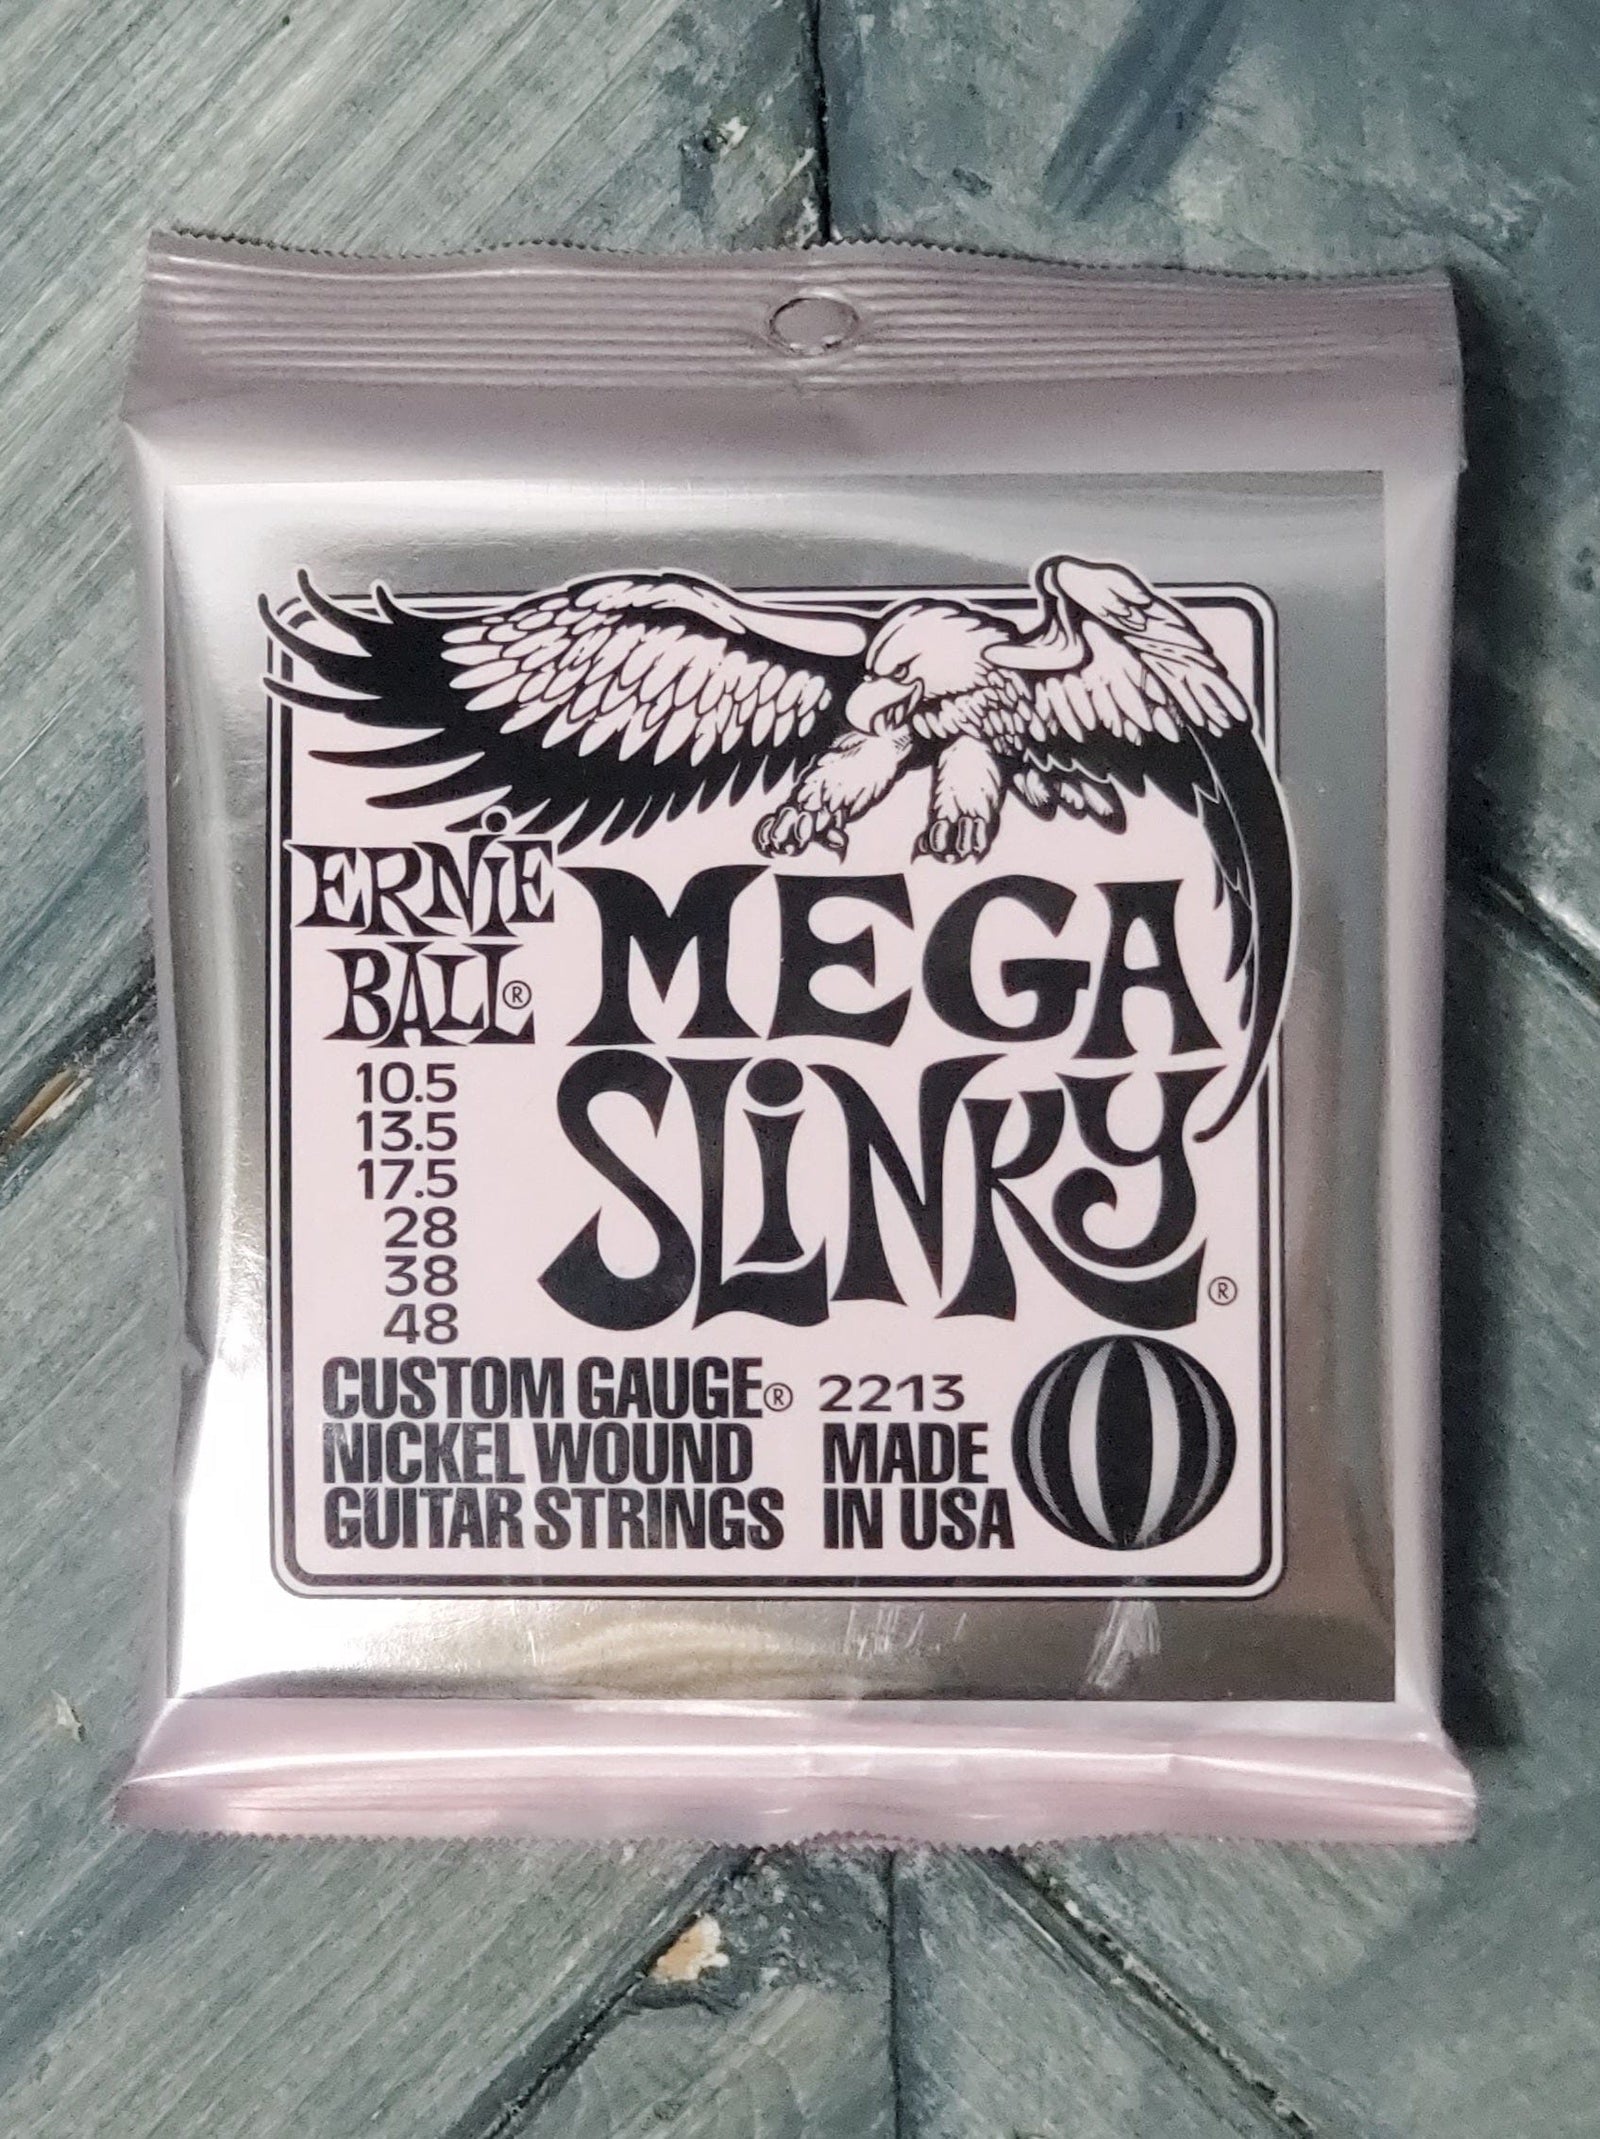 ERNiE
BALL®
MEGA
SLiNKY®
10.5
13.5
17.5
28
38
48
CUSTOM GAUGE®
NICKEL WOUND
GUITAR STRINGS
2213
MADE
IN USA